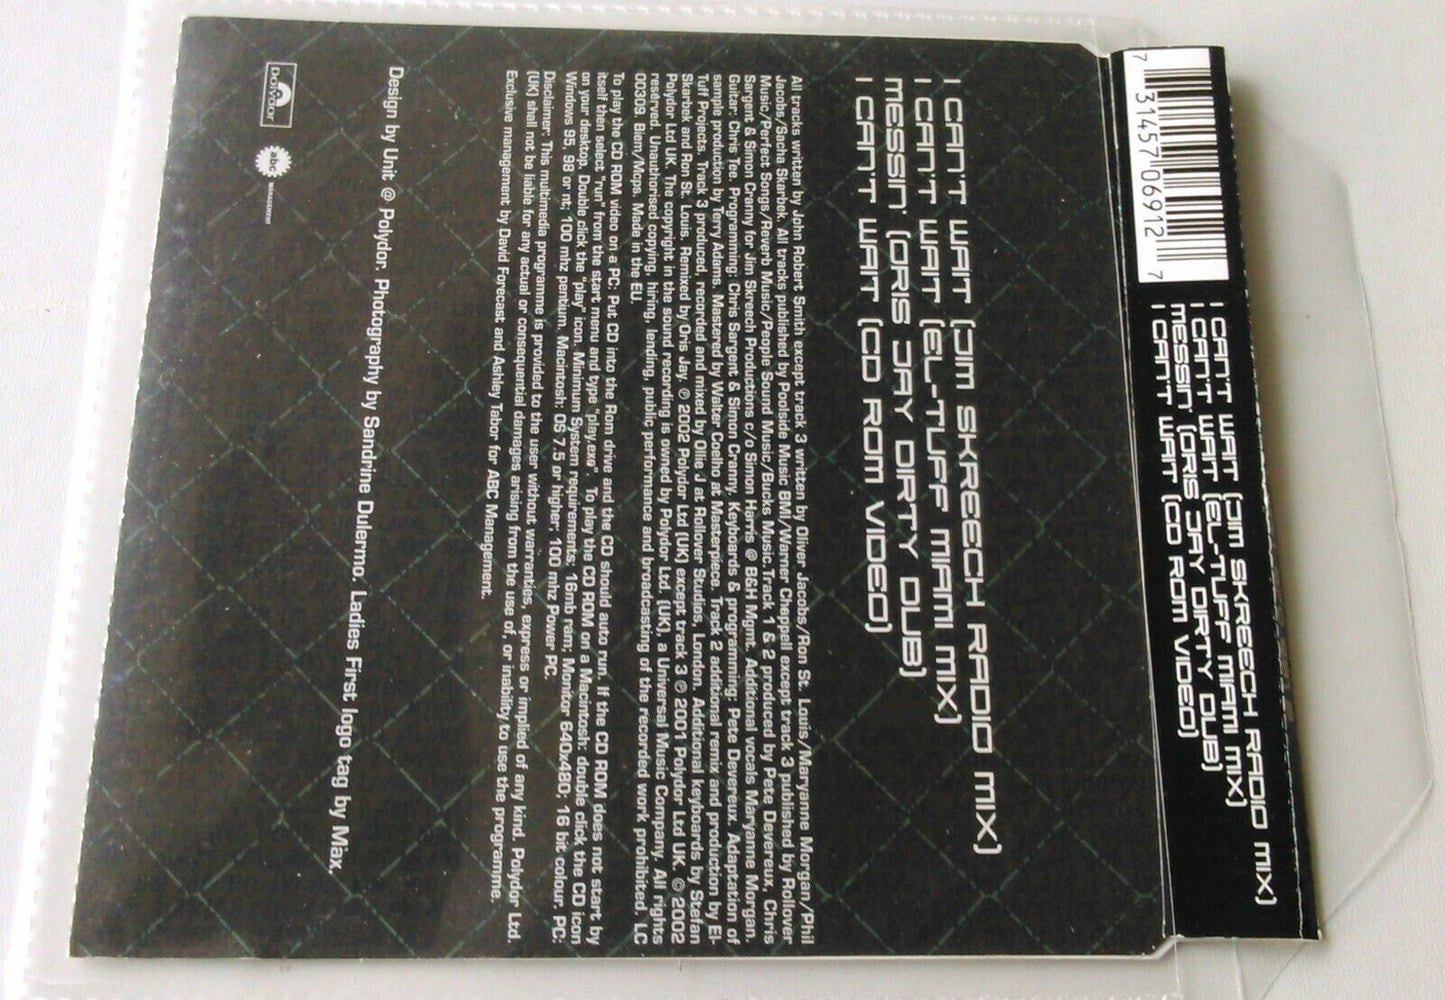 I CAN'T WAIT (JIM SKREECH RADIO MIX)
I CAN'T WAIT (EL-TUFF MIAMI MIX)
MESSIN' (ORIS JAY DIRTY DUB)
I CAN'T WAIT (CD ROM VIDEO)
7 31457 06912 7
I CAN'T WAIT (JIM SKREECH RADIO MIX)
I CAN'T WAIT (EL-TUFF MIAMI MIX)
MESSIN' (ORIS JAY DIRTY DUB)
I CAN'T WAIT (CD ROM VIDEO)
All tracks written by John Robert Smith except track 3 written by Oliver Jacobs/Ron St. Louis/Maryanne Morgan/Phil
Jacobs/Sacha Skarbek. All tracks published by Poolside Music BMI/Warner Chappell except track 3 published by Rollover
Music/Perfect Songs/Reverb Music/People Sound Music/Bucks Music.Track 1 & 2 produced by Pete Devereux, Chris
Sargent & Simon Cranny for Jim Skreech Productions c/o Simon Harris @ B&H Mgmt. Additional vocals Maryanne Morgan.
Guitar: Chris Tee. Programming: Chris Sargent & Simon Cranny. Keyboards & programming: Pete Devereux. Adaptation of
sample production by Terry Adams. Mastered by Walter Coelho at Masterpiece. Track 2 additional remix and production by El-
Tuff Projects. Track 3 produced, recorded and mixed by Ollie J at Rollover Studios, London. Additional keyboards by Stefan
Skarbek and Ron St. Louis. Remixed by Oris Jay. ℗ 2002 Polydor Ltd (UK) except track 3 ℗ 2001 Polydor Ltd UK. © 2002
Polydor Ltd UK. The copyright in the sound recording is owned by Polydor Ltd. (UK), a Universal Music Company. All rights
reserved. Unauthorised copying, hiring, lending, public performance and broadcasting of the recorded work prohibited. LC
00309. Biem/Mcps. Made in the EU.
To play the CD ROM video on a PC: Put CD into the Rom drive and the CD should auto run. If the CD ROM does not start by
itself then select "run" from the start menu and type "play.exe". To play the CD ROM on a Macintosh: double click the CD icon
on your desktop. Double click the "play" icon. Minimum System requirements: 16mb ram; Monitor 640x480; 16 bit colour. PC:
Windows 95, 98 or nt; 100 mhz pentium. Macintosh: OS 7.5 or higher; 100 mhz Power PC.
Disclaimer: This multimedia programme is provided to the user without warranties, express or implied of any kind. Polydor Ltd.
(UK) shall not be liable for any actual or consequential damages arising from the use of, or inability to use the programme.
Exclusive management by David Forecast and Ashley Tabor for ABC Management.
Design by Unit @ Polydor. Photography by Sandrine Dulermo. Ladies First logo tag by Max.
Polydor
abc
MANAGEMENT